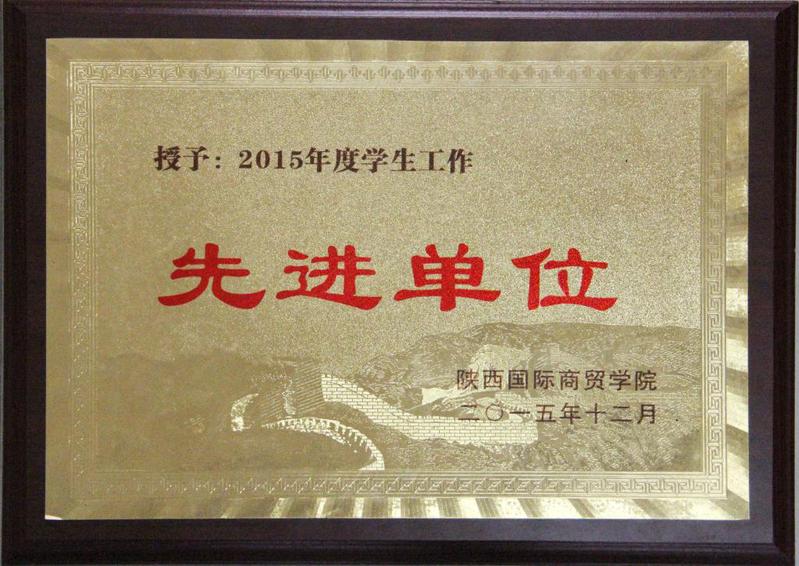 授予：2015年度学生工作
先进单位
陕西国际商贸学院
二〇一五年十二月